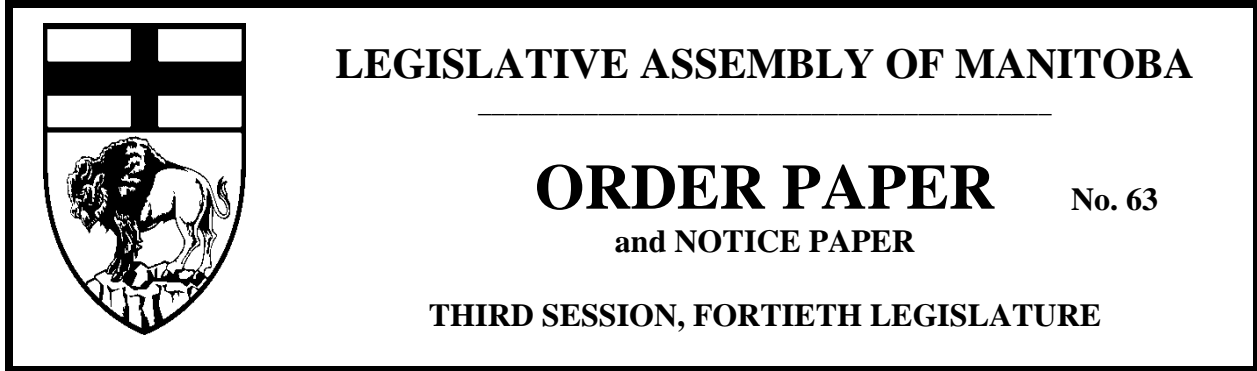 LEGISLATIVE ASSEMBLY OF MANITOBA
ORDER PAPER No. 63
and NOTICE PAPER
THIRD SESSION, FORTIETH LEGISLATURE